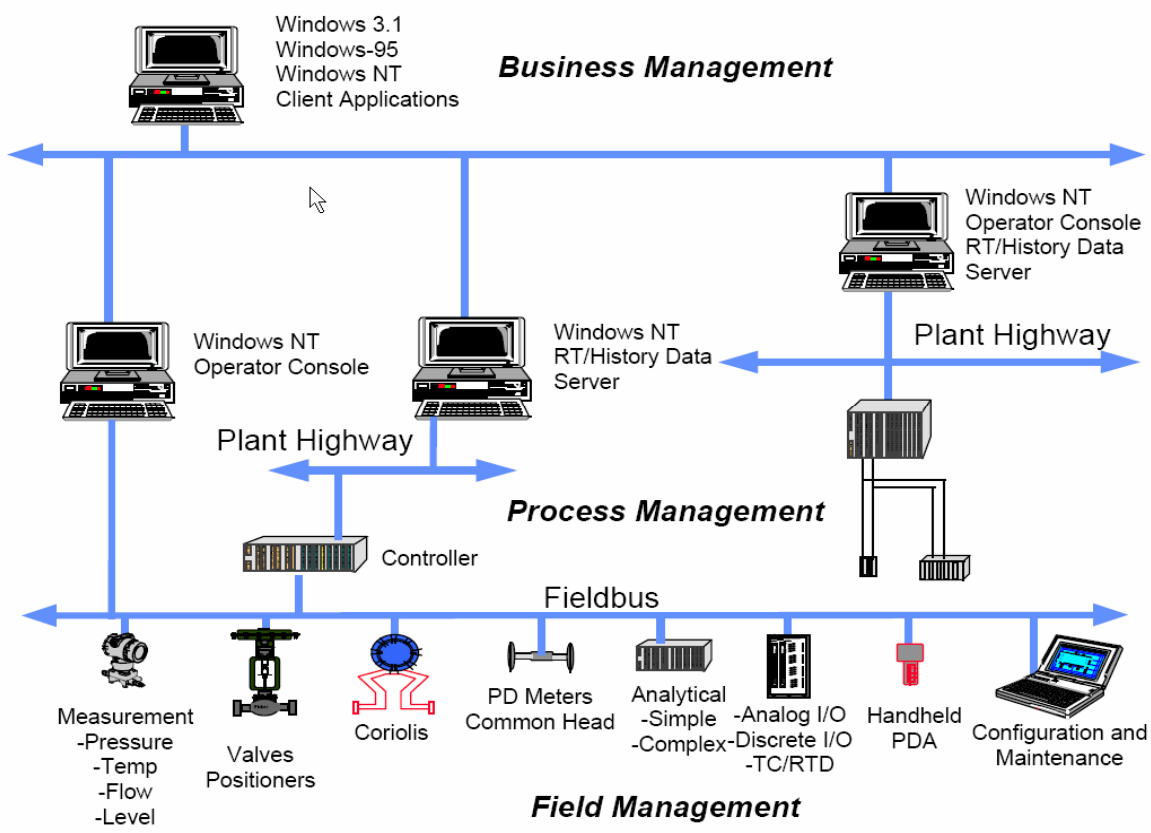 Windows 3.1
Windows-95
Windows NT
Client Applications
Business Management
Windows NT
Operator Console
RT/History Data
Server
Windows NT
Operator Console
Windows NT
RT/History Data
Server
Plant Highway
Plant Highway
Process Management
Controller
Fieldbus
Measurement
-Pressure
-Temp
-Flow
-Level
Valves
Positioners
Coriolis
PD Meters
Common Head
Analytical
-Simple
-Complex
-Analog I/O
-Discrete I/O
-TC/RTD
Handheld
PDA
Configuration and
Maintenance
Field Management